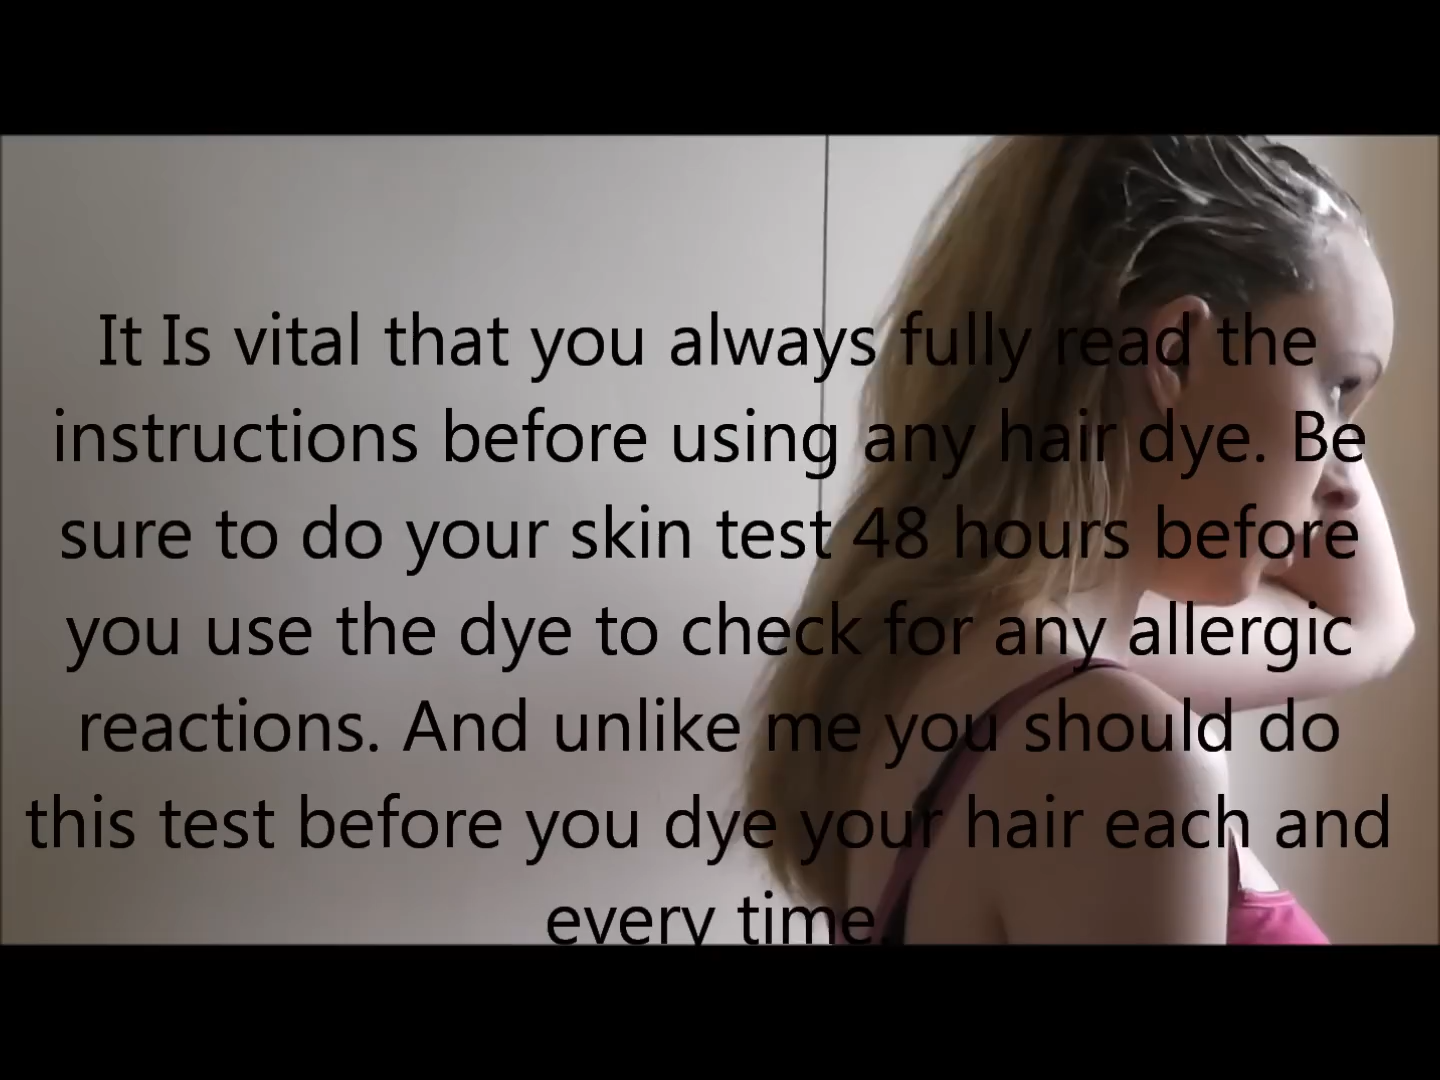 It Is vital that you always fully read the
instructions before using any hair dye. Be
sure to do your skin test 48 hours before
you use the dye to check for any allergic
reactions. And unlike me you should do
this test before you dye your hair each and
every time.